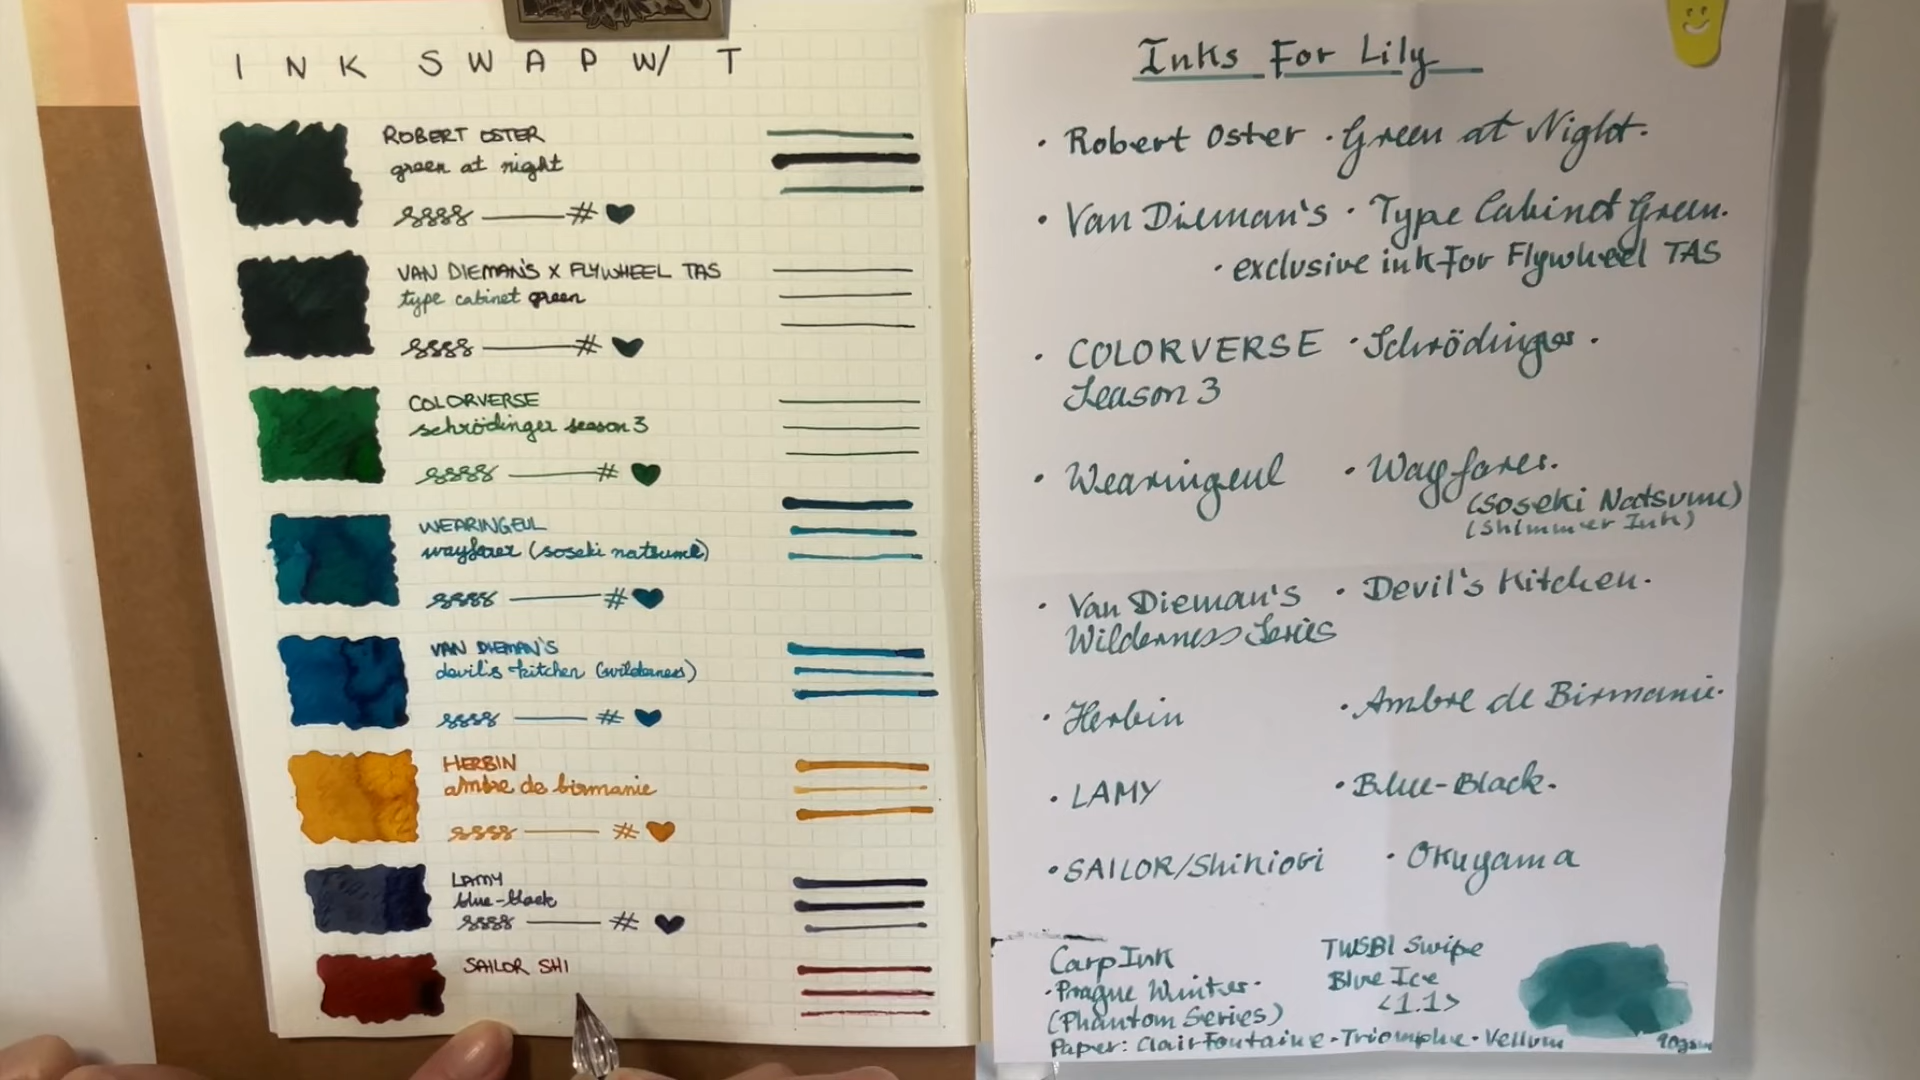 INK SWAP W/ T
ROBERT OSTER
green at night
VAN DIEMAN'S X FLYWHEEL TAS
type cabinet green
COLORVERSE
schrödinger season 3
WEARINGEUL
wayfarer (soseki natsume)
VAN DIEMAN'S
devil's kitchen (wilderness)
HERBIN
ambre de birmanie
LAMY
blue-black
SAILOR SHI
Inks For Lily
· Robert Oster · Green at Night.
· Van Dieman's · Type Cabinet Green.
· exclusive ink for Flywheel TAS
· COLORVERSE · Schrödinger.
Season 3
· Wearingeul · Wayfarer.
(Soseki Natsume)
(Shimmer Ink)
· Van Dieman's · Devil's Kitchen.
Wilderness Series
· Herbin · Ambre de Birmanie.
· LAMY · Blue-Black.
· SAILOR/Shikiori · Okuyama
Carp Ink
· Prague Winter ·
(Phantom Series)
TWSBI Swipe
Blue Ice
<1.1>
Paper: ClairFontaine · Triomphe · Vellum 90gsm